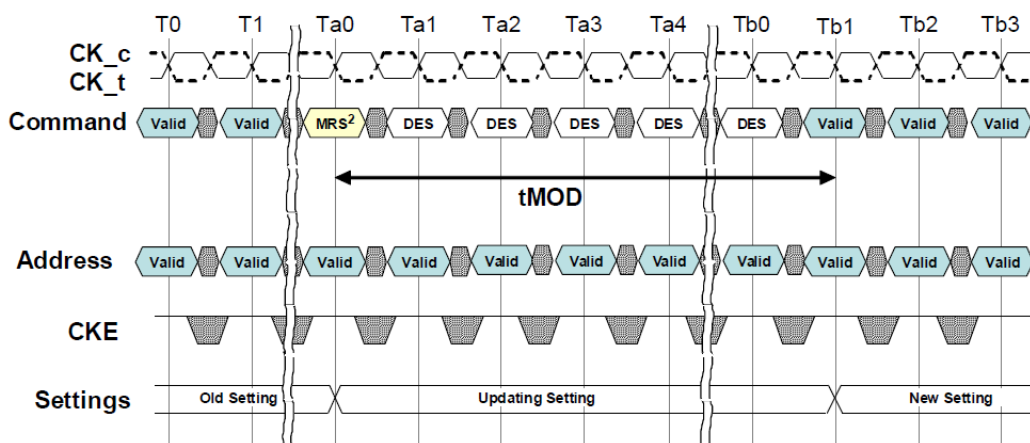 T0 T1 Ta0 Ta1 Ta2 Ta3 Ta4 Tb0 Tb1 Tb2 Tb3
CK_c
CK_t
Command Valid Valid MRS² DES DES DES DES DES Valid Valid Valid
tMOD
Address Valid Valid Valid Valid Valid Valid Valid Valid Valid Valid Valid
CKE
Settings Old Setting Updating Setting New Setting